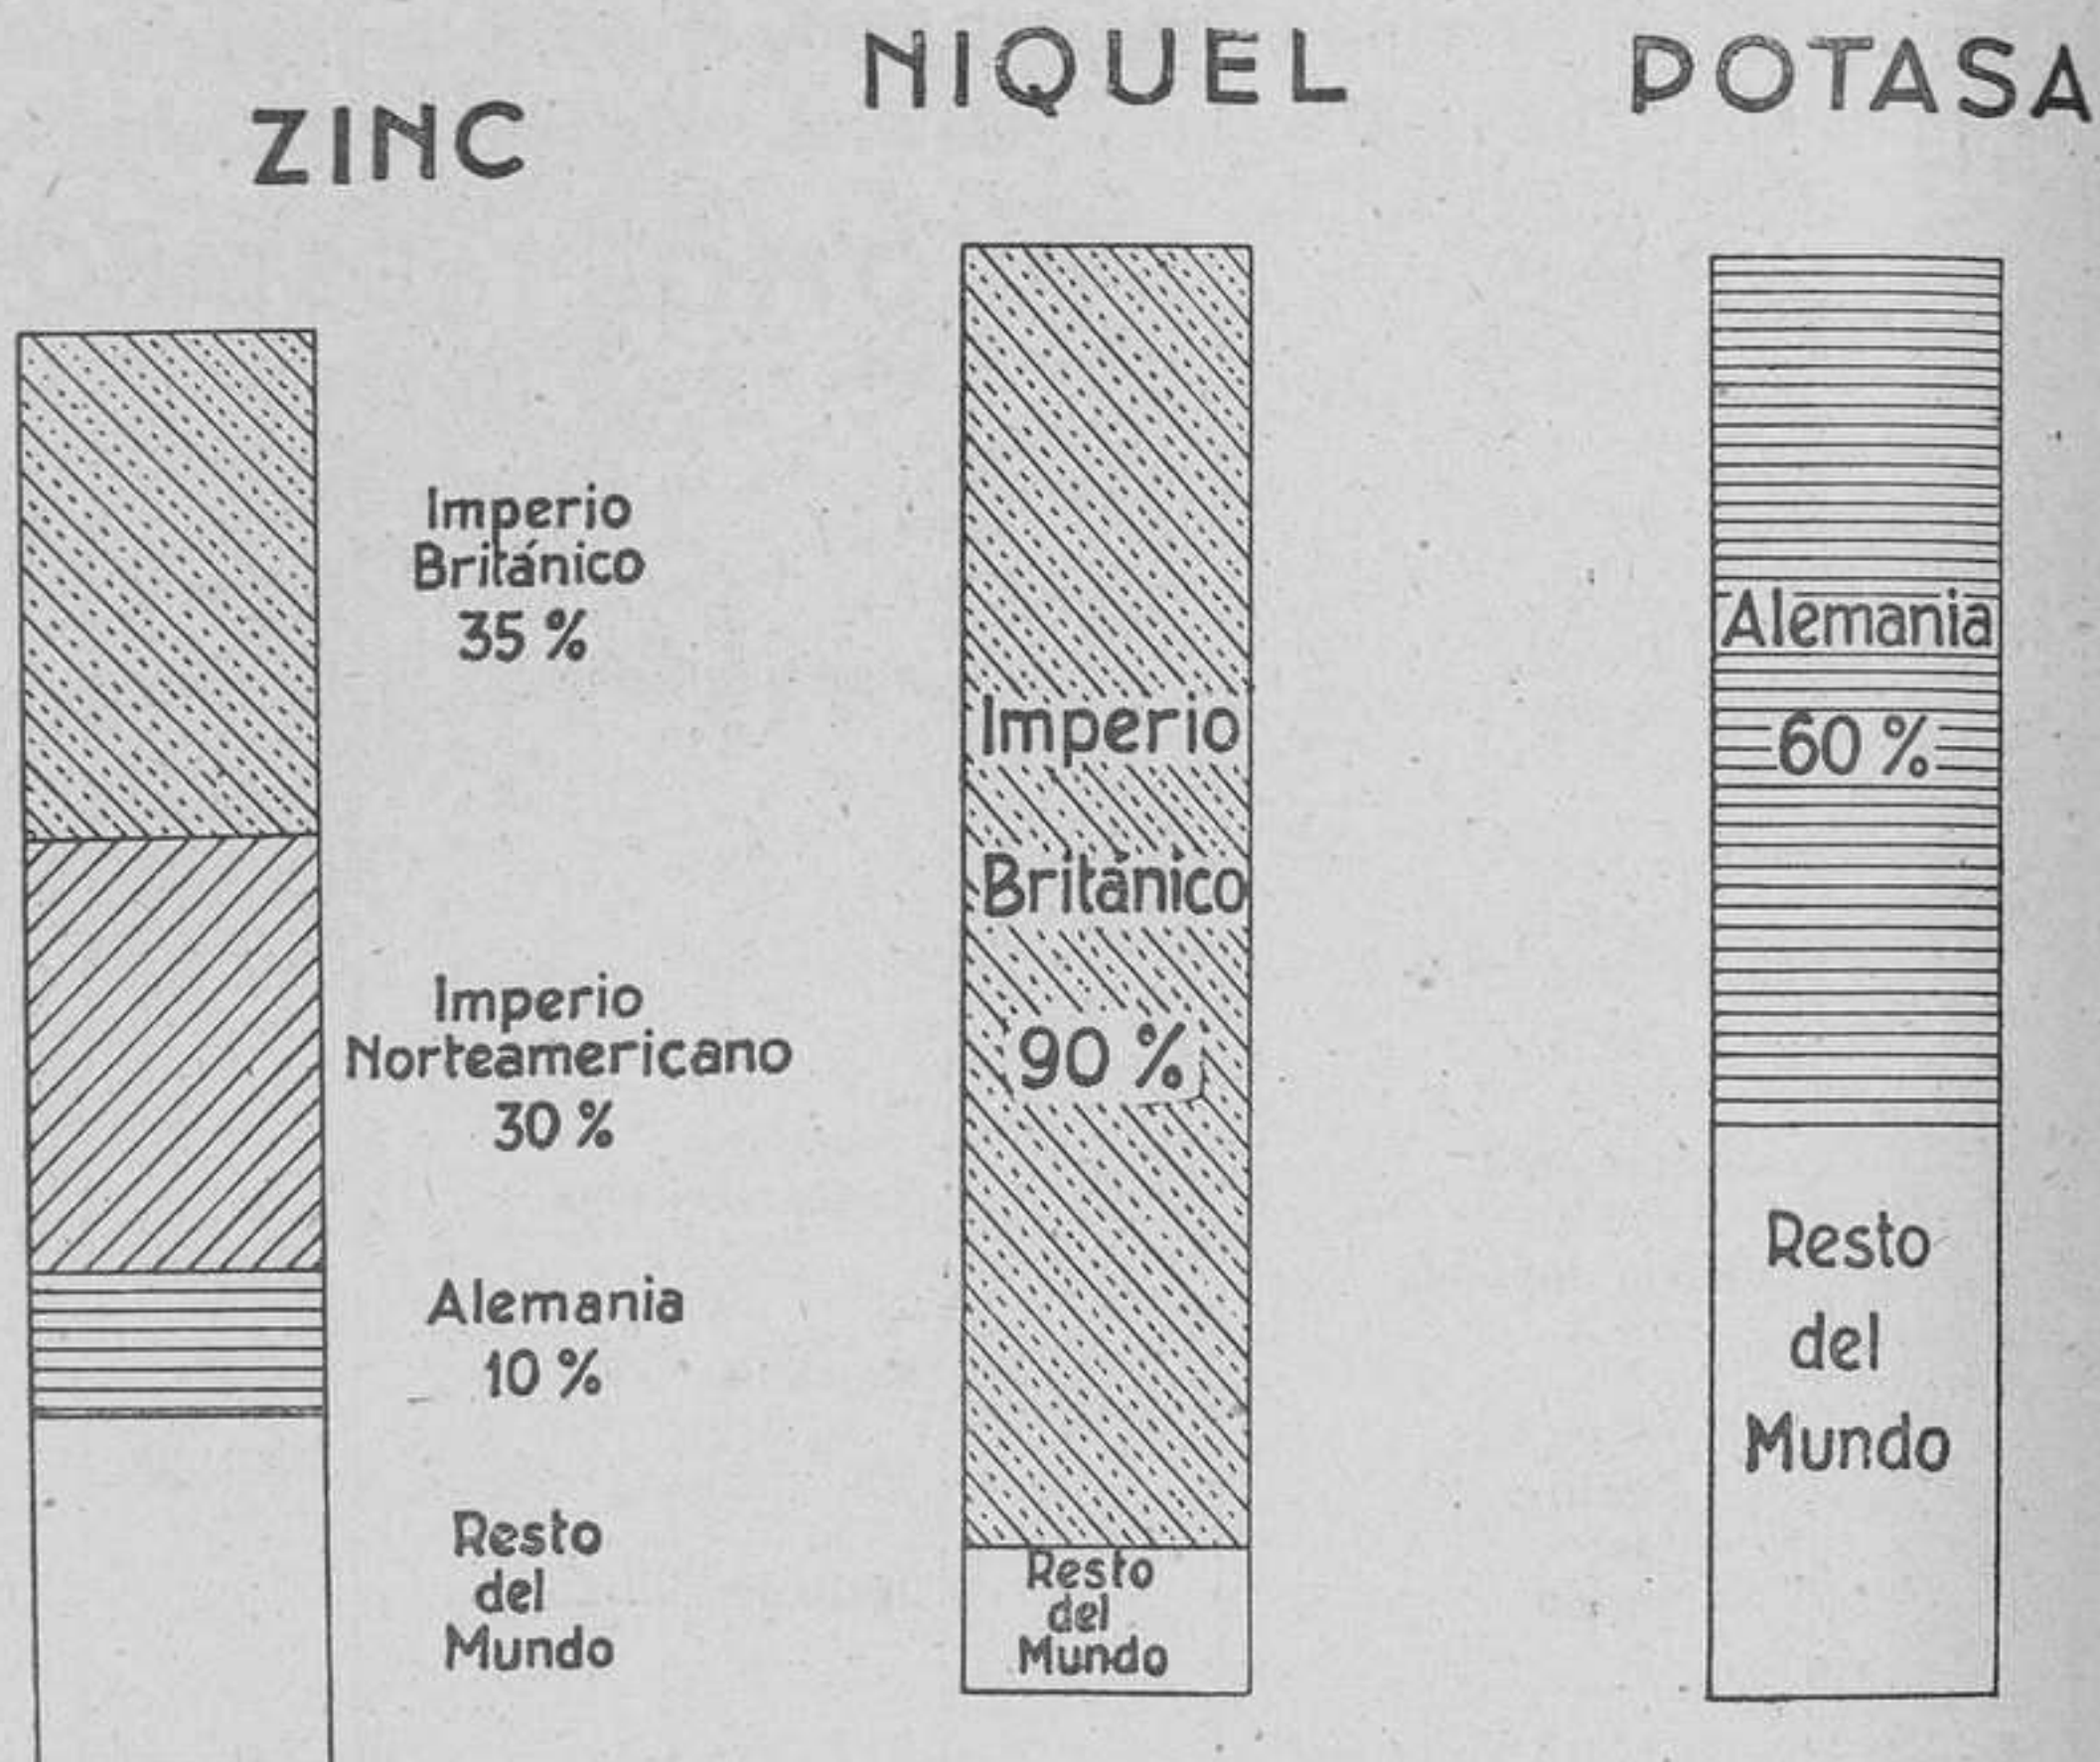 ZINC
Imperio
Británico
35 %
Imperio
Norteamericano
30 %
Alemania
10 %
Resto
del
Mundo
NIQUEL
Imperio
Británico
90 %
Resto
del
Mundo
POTASA
Alemania
60 %
Resto
del
Mundo